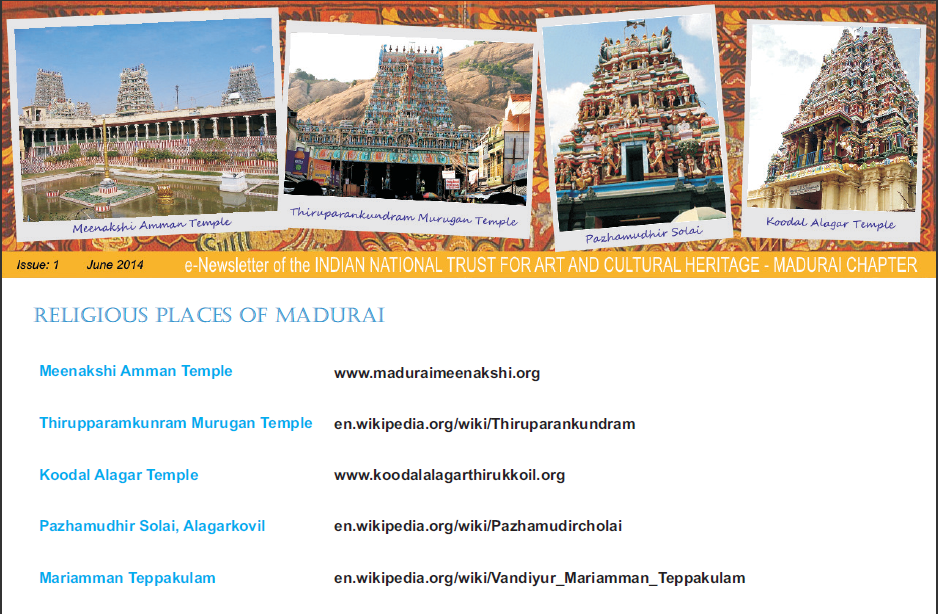 Meenakshi Amman Temple
Thiruparankundram Murugan Temple
Pazhamudhir Solai
Koodal Alagar Temple
Issue: 1 June 2014 e-Newsletter of the INDIAN NATIONAL TRUST FOR ART AND CULTURAL HERITAGE - MADURAI CHAPTER
RELIGIOUS PLACES OF MADURAI
Meenakshi Amman Temple www.maduraimeenakshi.org
Thirupparamkunram Murugan Temple en.wikipedia.org/wiki/Thiruparankundram
Koodal Alagar Temple www.koodalalagarthirukkoil.org
Pazhamudhir Solai, Alagarkovil en.wikipedia.org/wiki/Pazhamudircholai
Mariamman Teppakulam en.wikipedia.org/wiki/Vandiyur_Mariamman_Teppakulam